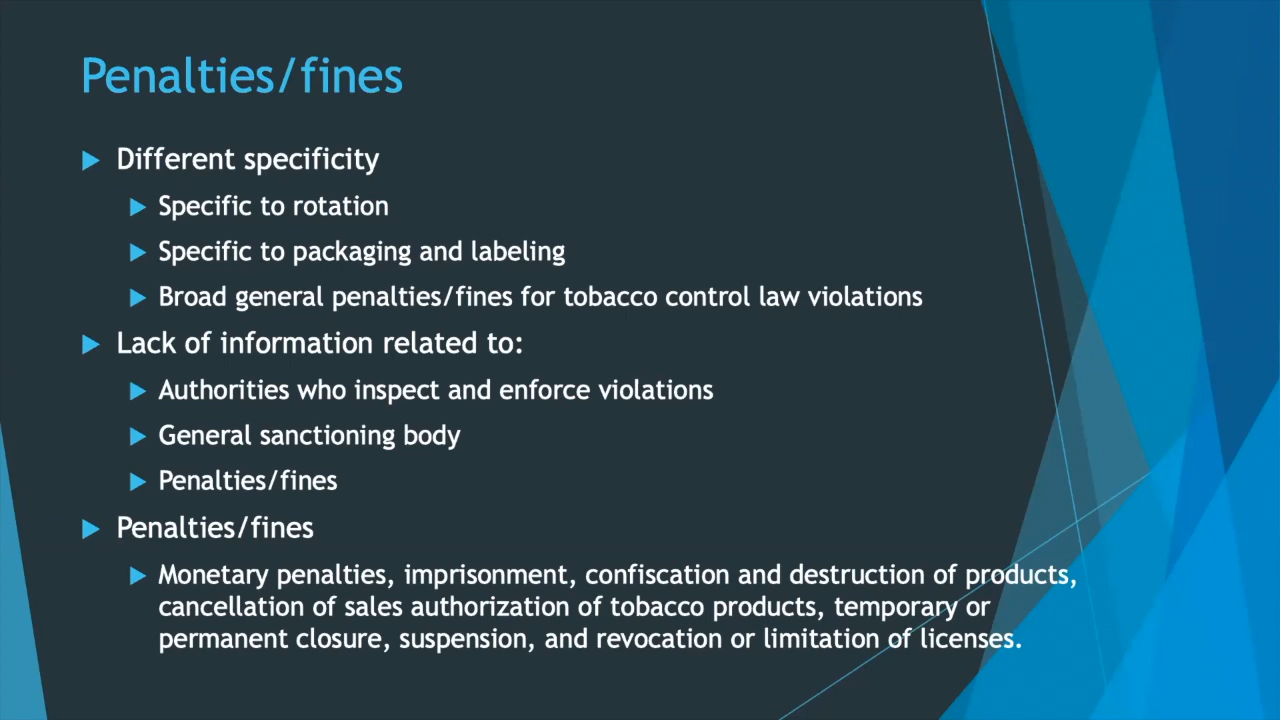 Penalties/fines
Different specificity
Specific to rotation
Specific to packaging and labeling
Broad general penalties/fines for tobacco control law violations
Lack of information related to:
Authorities who inspect and enforce violations
General sanctioning body
Penalties/fines
Penalties/fines
Monetary penalties, imprisonment, confiscation and destruction of products,
cancellation of sales authorization of tobacco products, temporary or
permanent closure, suspension, and revocation or limitation of licenses.